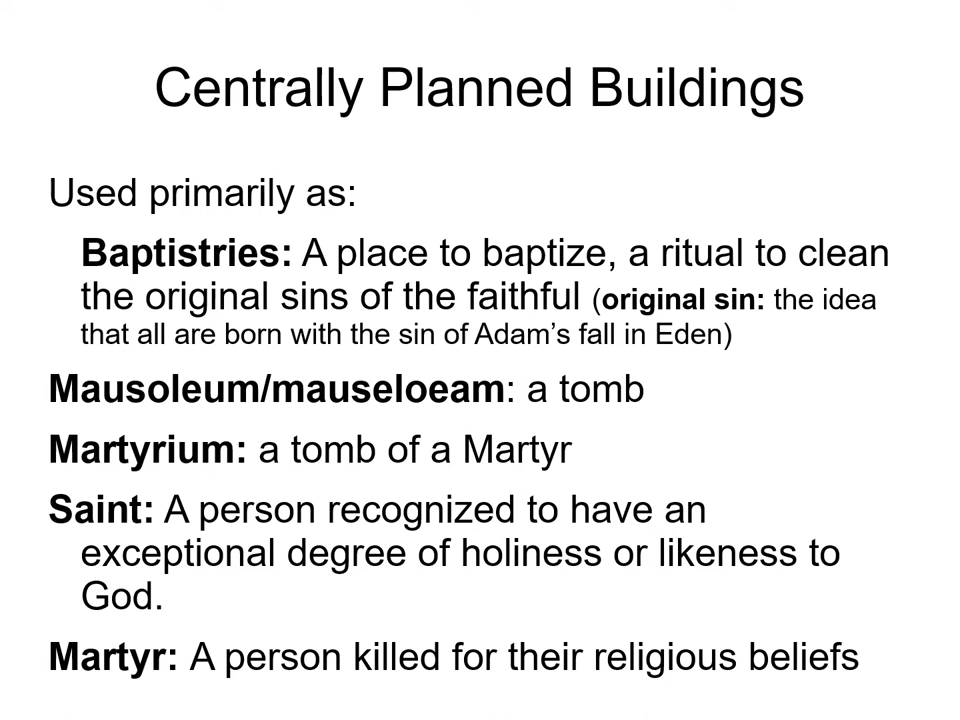 Centrally Planned Buildings
Used primarily as:
Baptistries: A place to baptize, a ritual to clean
the original sins of the faithful (original sin: the idea
that all are born with the sin of Adam’s fall in Eden)
Mausoleum/mauseloeam: a tomb
Martyrium: a tomb of a Martyr
Saint: A person recognized to have an
exceptional degree of holiness or likeness to
God.
Martyr: A person killed for their religious beliefs